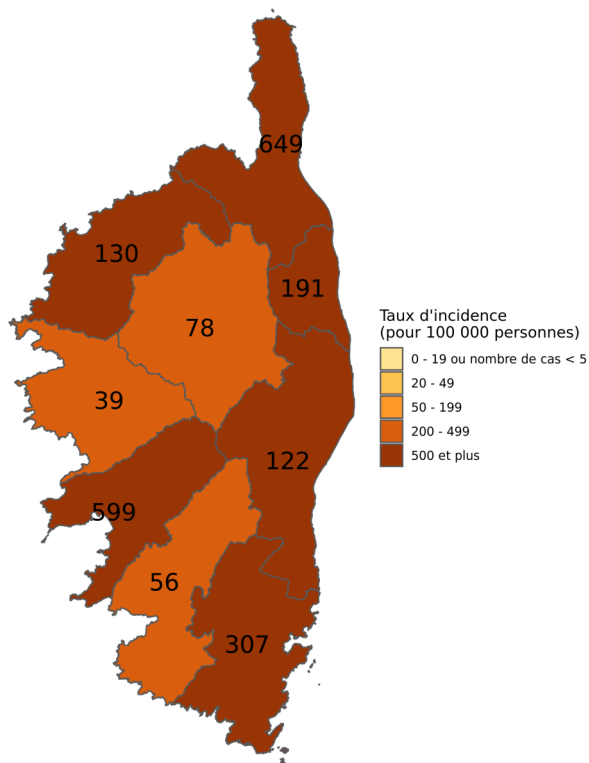 649
130
191
78
39
122
599
56
307
Taux d'incidence
(pour 100 000 personnes)
0 - 19 ou nombre de cas < 5
20 - 49
50 - 199
200 - 499
500 et plus